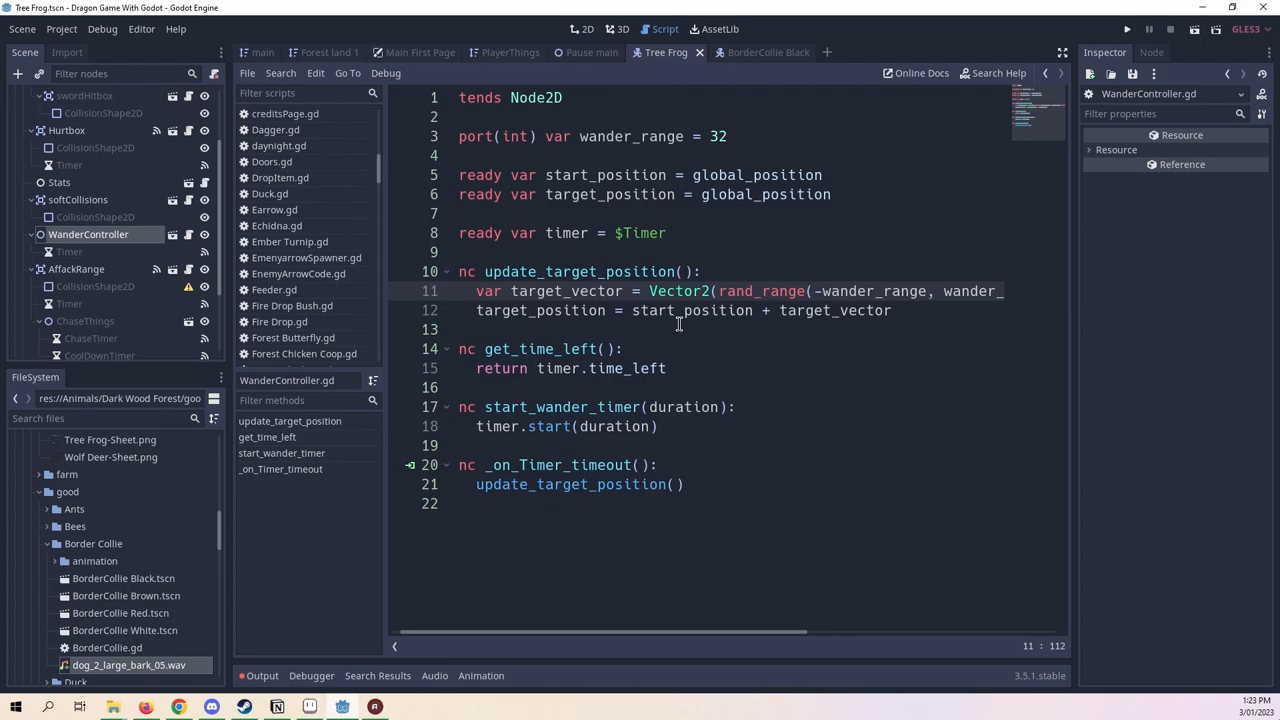 Tree Frog.tscn - Dragon Game With Godot - Godot Engine
Scene Project Debug Editor Help
2D 3D Script AssetLib
GLES3
Scene Import
Filter nodes
swordHitbox
CollisionShape2D
Hurtbox
CollisionShape2D
Timer
Stats
softCollisions
CollisionShape2D
WanderController
Timer
AffackRange
CollisionShape2D
Timer
ChaseThings
ChaseTimer
CoolDownTimer
FileSystem
res://Animals/Dark Wood Forest/goo
Search files
Tree Frog-Sheet.png
Wolf Deer-Sheet.png
farm
good
Ants
Bees
Border Collie
animation
BorderCollie Black.tscn
BorderCollie Brown.tscn
BorderCollie Red.tscn
BorderCollie White.tscn
BorderCollie.gd
dog_2_large_bark_05.wav
Duck
main Forest land 1 Main First Page PlayerThings Pause main Tree Frog BorderCollie Black
File Search Edit Go To Debug
Online Docs Search Help
Filter scripts
creditsPage.gd
Dagger.gd
daynight.gd
Doors.gd
DropItem.gd
Duck.gd
Earrow.gd
Echidna.gd
Ember Turnip.gd
EmenyarrowSpawner.gd
EnemyArrowCode.gd
Feeder.gd
Fire Drop Bush.gd
Fire Drop.gd
Forest Butterfly.gd
Forest Chicken Coop.gd
WanderController.gd
Filter methods
update_target_position
get_time_left
start_wander_timer
_on_Timer_timeout
1 tends Node2D
2
3 port(int) var wander_range = 32
4
5 ready var start_position = global_position
6 ready var target_position = global_position
7
8 ready var timer = $Timer
9
10 nc update_target_position():
11 var target_vector = Vector2(rand_range(-wander_range, wander_
12 target_position = start_position + target_vector
13
14 nc get_time_left():
15 return timer.time_left
16
17 nc start_wander_timer(duration):
18 timer.start(duration)
19
20 nc _on_Timer_timeout():
21 update_target_position()
22
11 : 112
Output Debugger Search Results Audio Animation
3.5.1.stable
Inspector Node
WanderController.gd
Filter properties
Resource
Resource
Reference
1:23 PM
3/01/2023